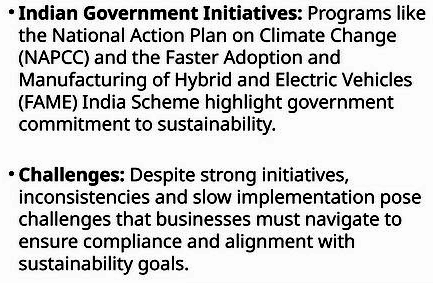 • Indian Government Initiatives: Programs like
the National Action Plan on Climate Change
(NAPCC) and the Faster Adoption and
Manufacturing of Hybrid and Electric Vehicles
(FAME) India Scheme highlight government
commitment to sustainability.
• Challenges: Despite strong initiatives,
inconsistencies and slow implementation pose
challenges that businesses must navigate to
ensure compliance and alignment with
sustainability goals.